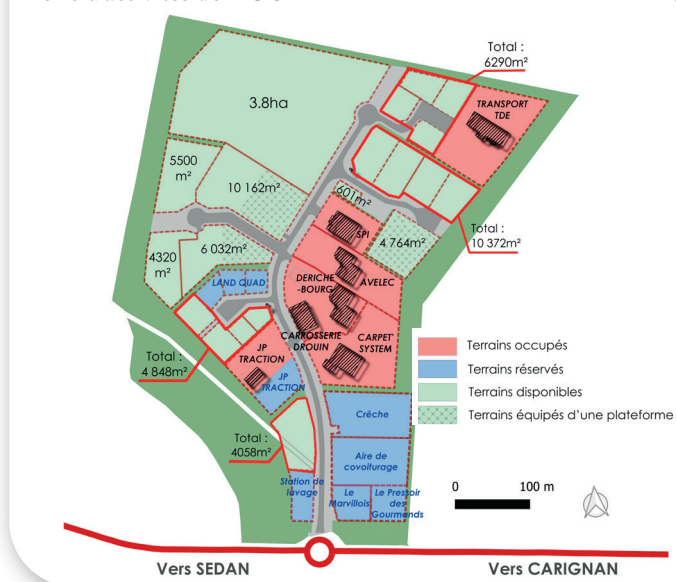 Total :
6290m²
3.8ha
TRANSPORT
TDE
5500
m²
10 162m²
601m²
SPI
4 764m²
Total :
10 372m²
4320
m²
6 032m²
LAND QUAD
DERICHE
-BOURG
AVELEC
CARROSSERIE
DROUIN
CARPET
SYSTEM
JP
TRACTION
JP
TRACTION
Total :
4 848m²
Terrains occupés
Terrains réservés
Terrains disponibles
Terrains équipés d'une plateforme
Crêche
Total :
4058m²
Aire de
covoiturage
Station de
lavage
Le
Marvillois
Le Pressoir
des
Gourmands
0 100 m
Vers SEDAN
Vers CARIGNAN